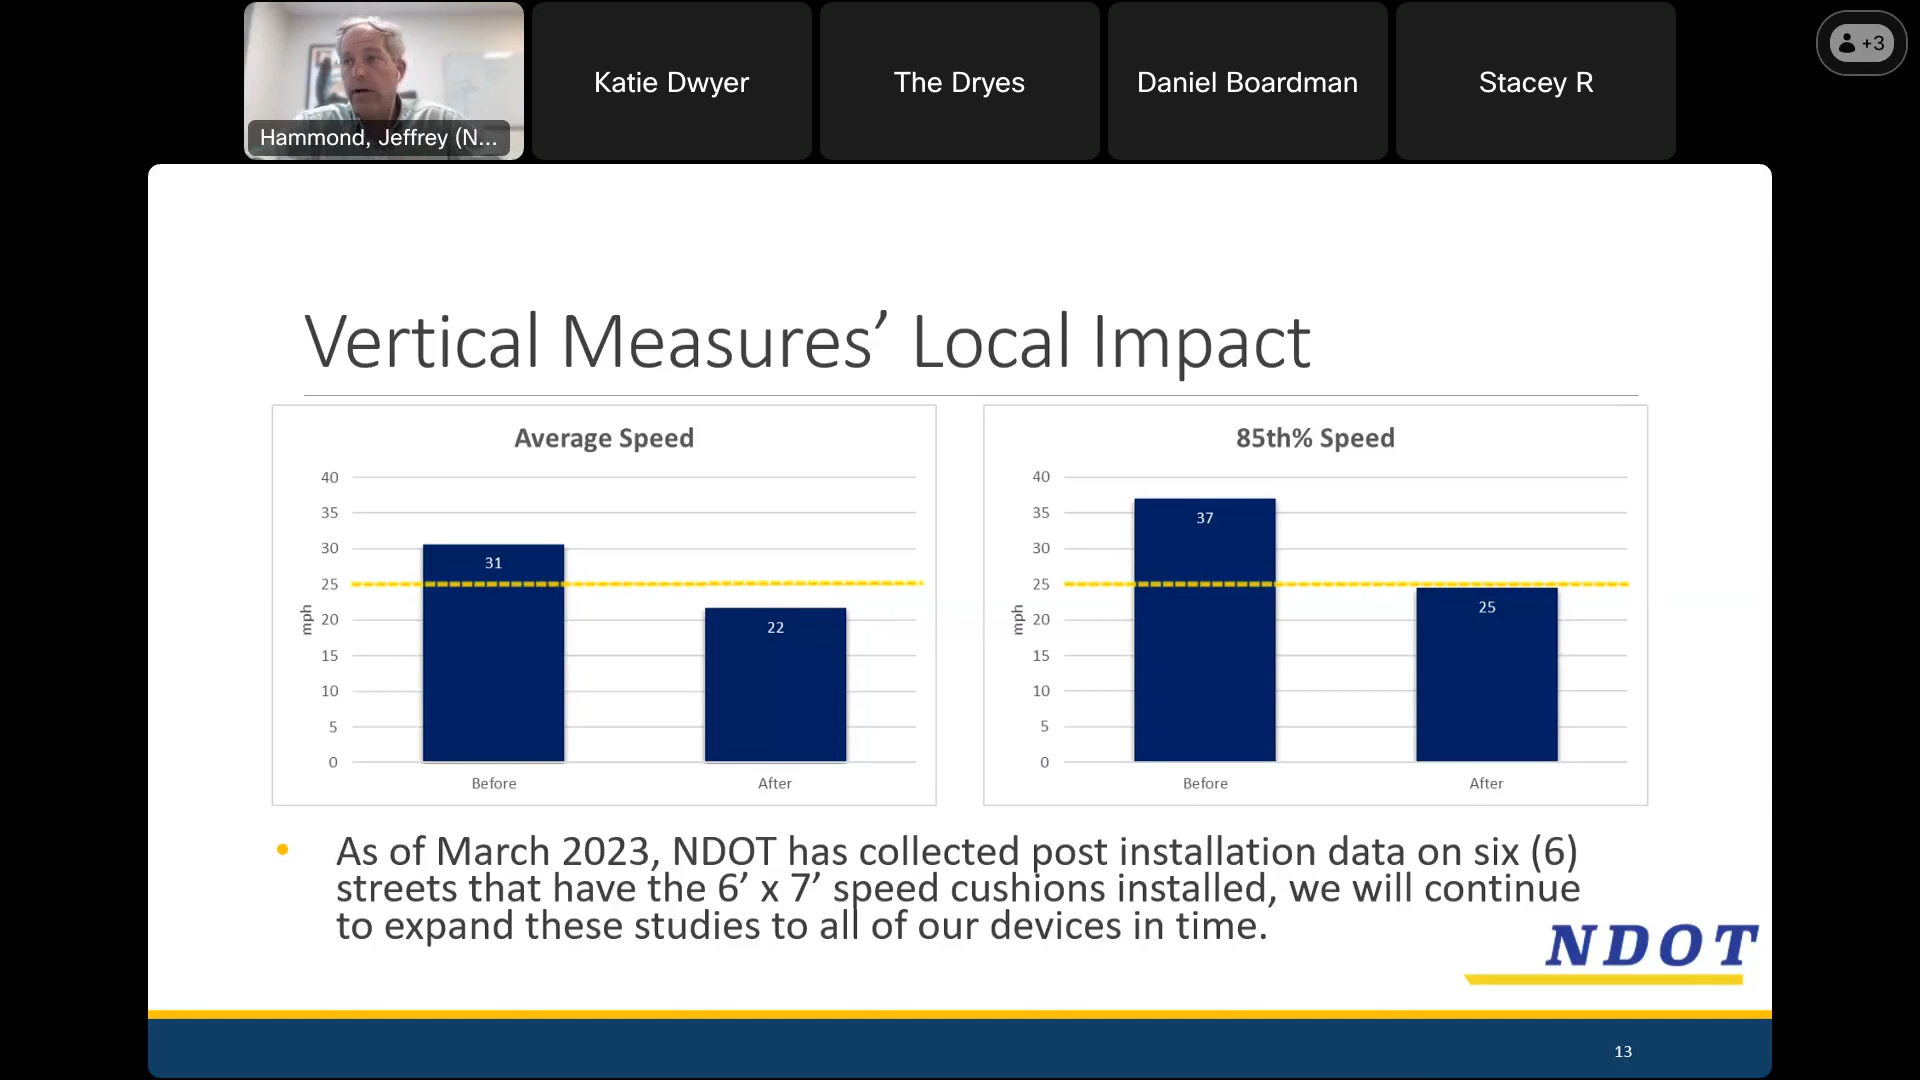 Hammond, Jeffrey (N...
Katie Dwyer
The Dryes
Daniel Boardman
Stacey R
+3
Vertical Measures’ Local Impact
Average Speed
40
35
30
25
20
15
10
5
0
mph
31
22
Before
After
85th% Speed
40
35
30
25
20
15
10
5
0
mph
37
25
Before
After
• As of March 2023, NDOT has collected post installation data on six (6)
streets that have the 6’ x 7’ speed cushions installed, we will continue
to expand these studies to all of our devices in time.
NDOT
13